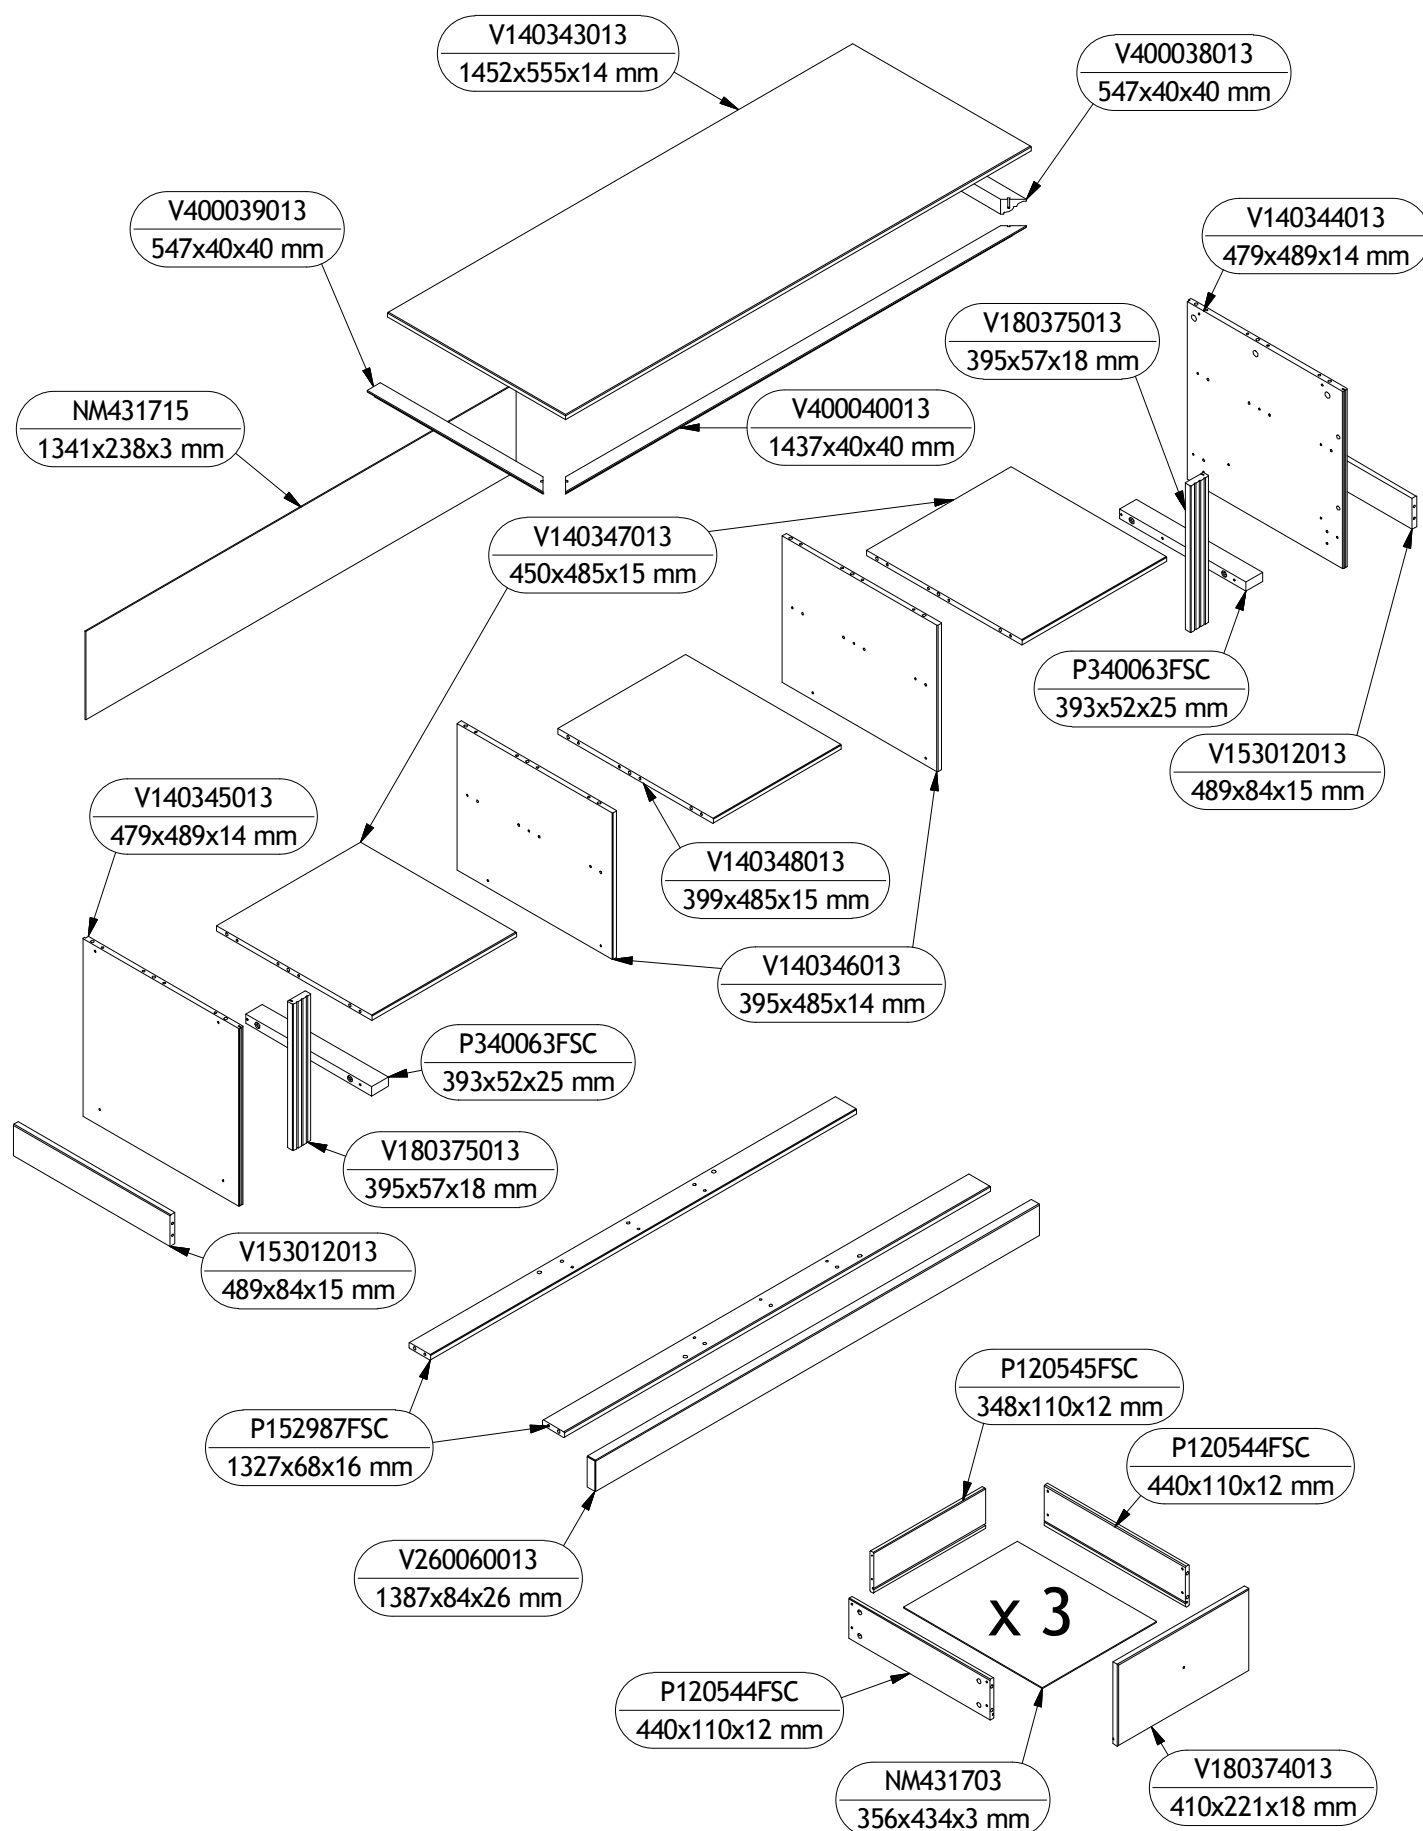 V140343013
1452x555x14 mm
V400038013
547x40x40 mm
V400039013
547x40x40 mm
V140344013
479x489x14 mm
V180375013
395x57x18 mm
NM431715
1341x238x3 mm
V400040013
1437x40x40 mm
V140347013
450x485x15 mm
P340063FSC
393x52x25 mm
V153012013
489x84x15 mm
V140345013
479x489x14 mm
V140348013
399x485x15 mm
V140346013
395x485x14 mm
P340063FSC
393x52x25 mm
V180375013
395x57x18 mm
V153012013
489x84x15 mm
P120545FSC
348x110x12 mm
P152987FSC
1327x68x16 mm
P120544FSC
440x110x12 mm
V260060013
1387x84x26 mm
x 3
P120544FSC
440x110x12 mm
V180374013
410x221x18 mm
NM431703
356x434x3 mm